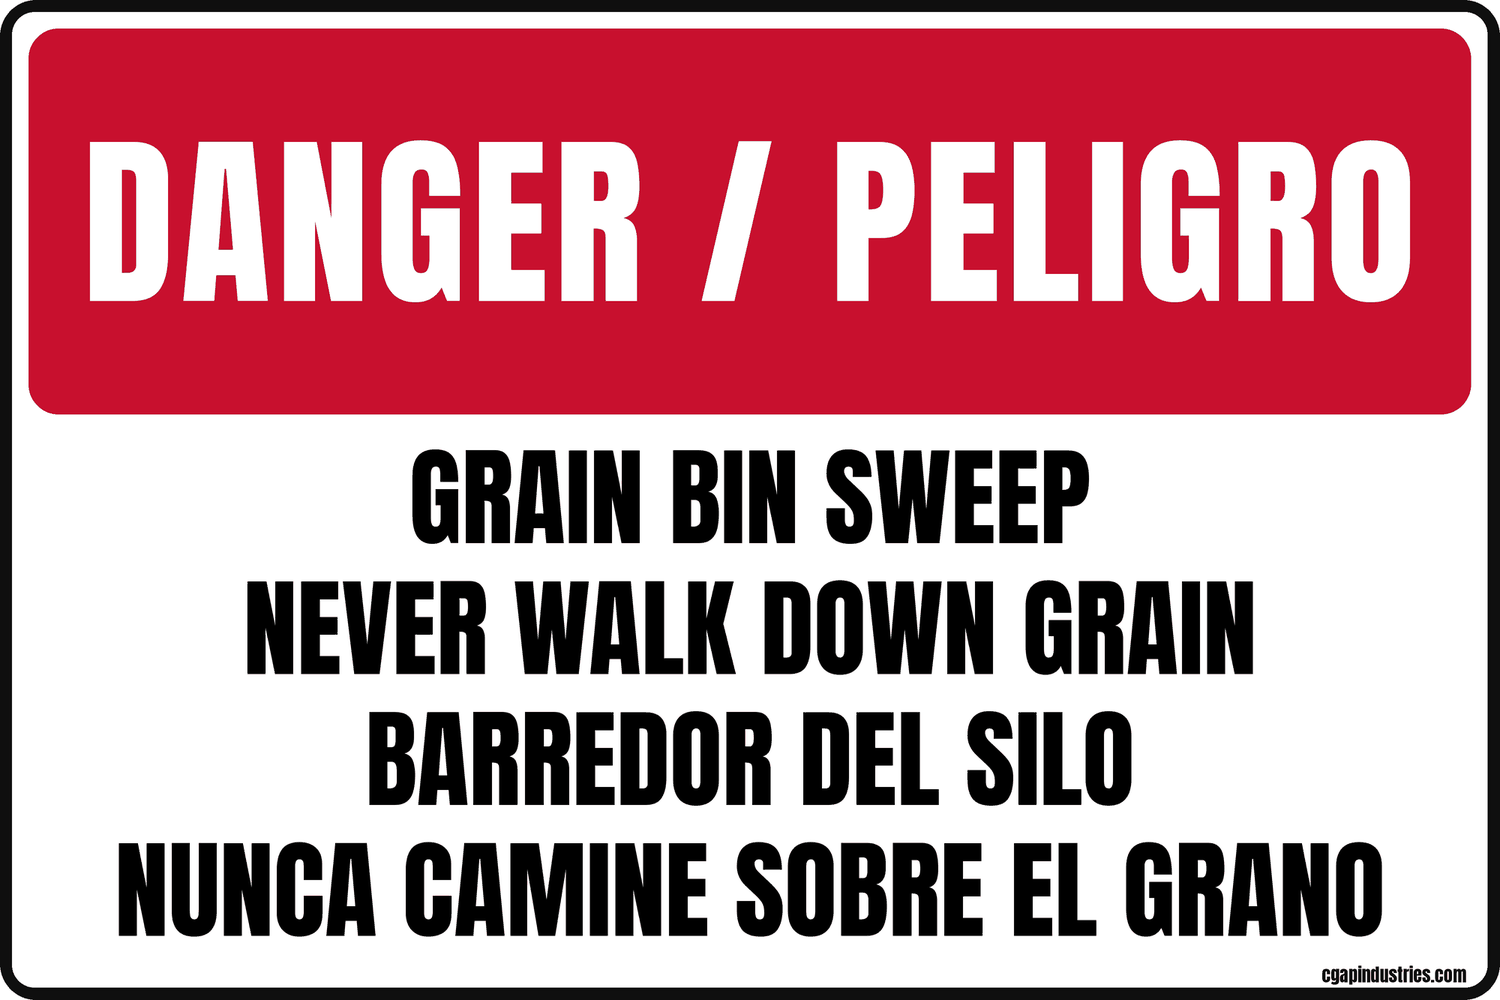 DANGER / PELIGRO
GRAIN BIN SWEEP
NEVER WALK DOWN GRAIN
BARREDOR DEL SILO
NUNCA CAMINE SOBRE EL GRANO
cgapindustries.com